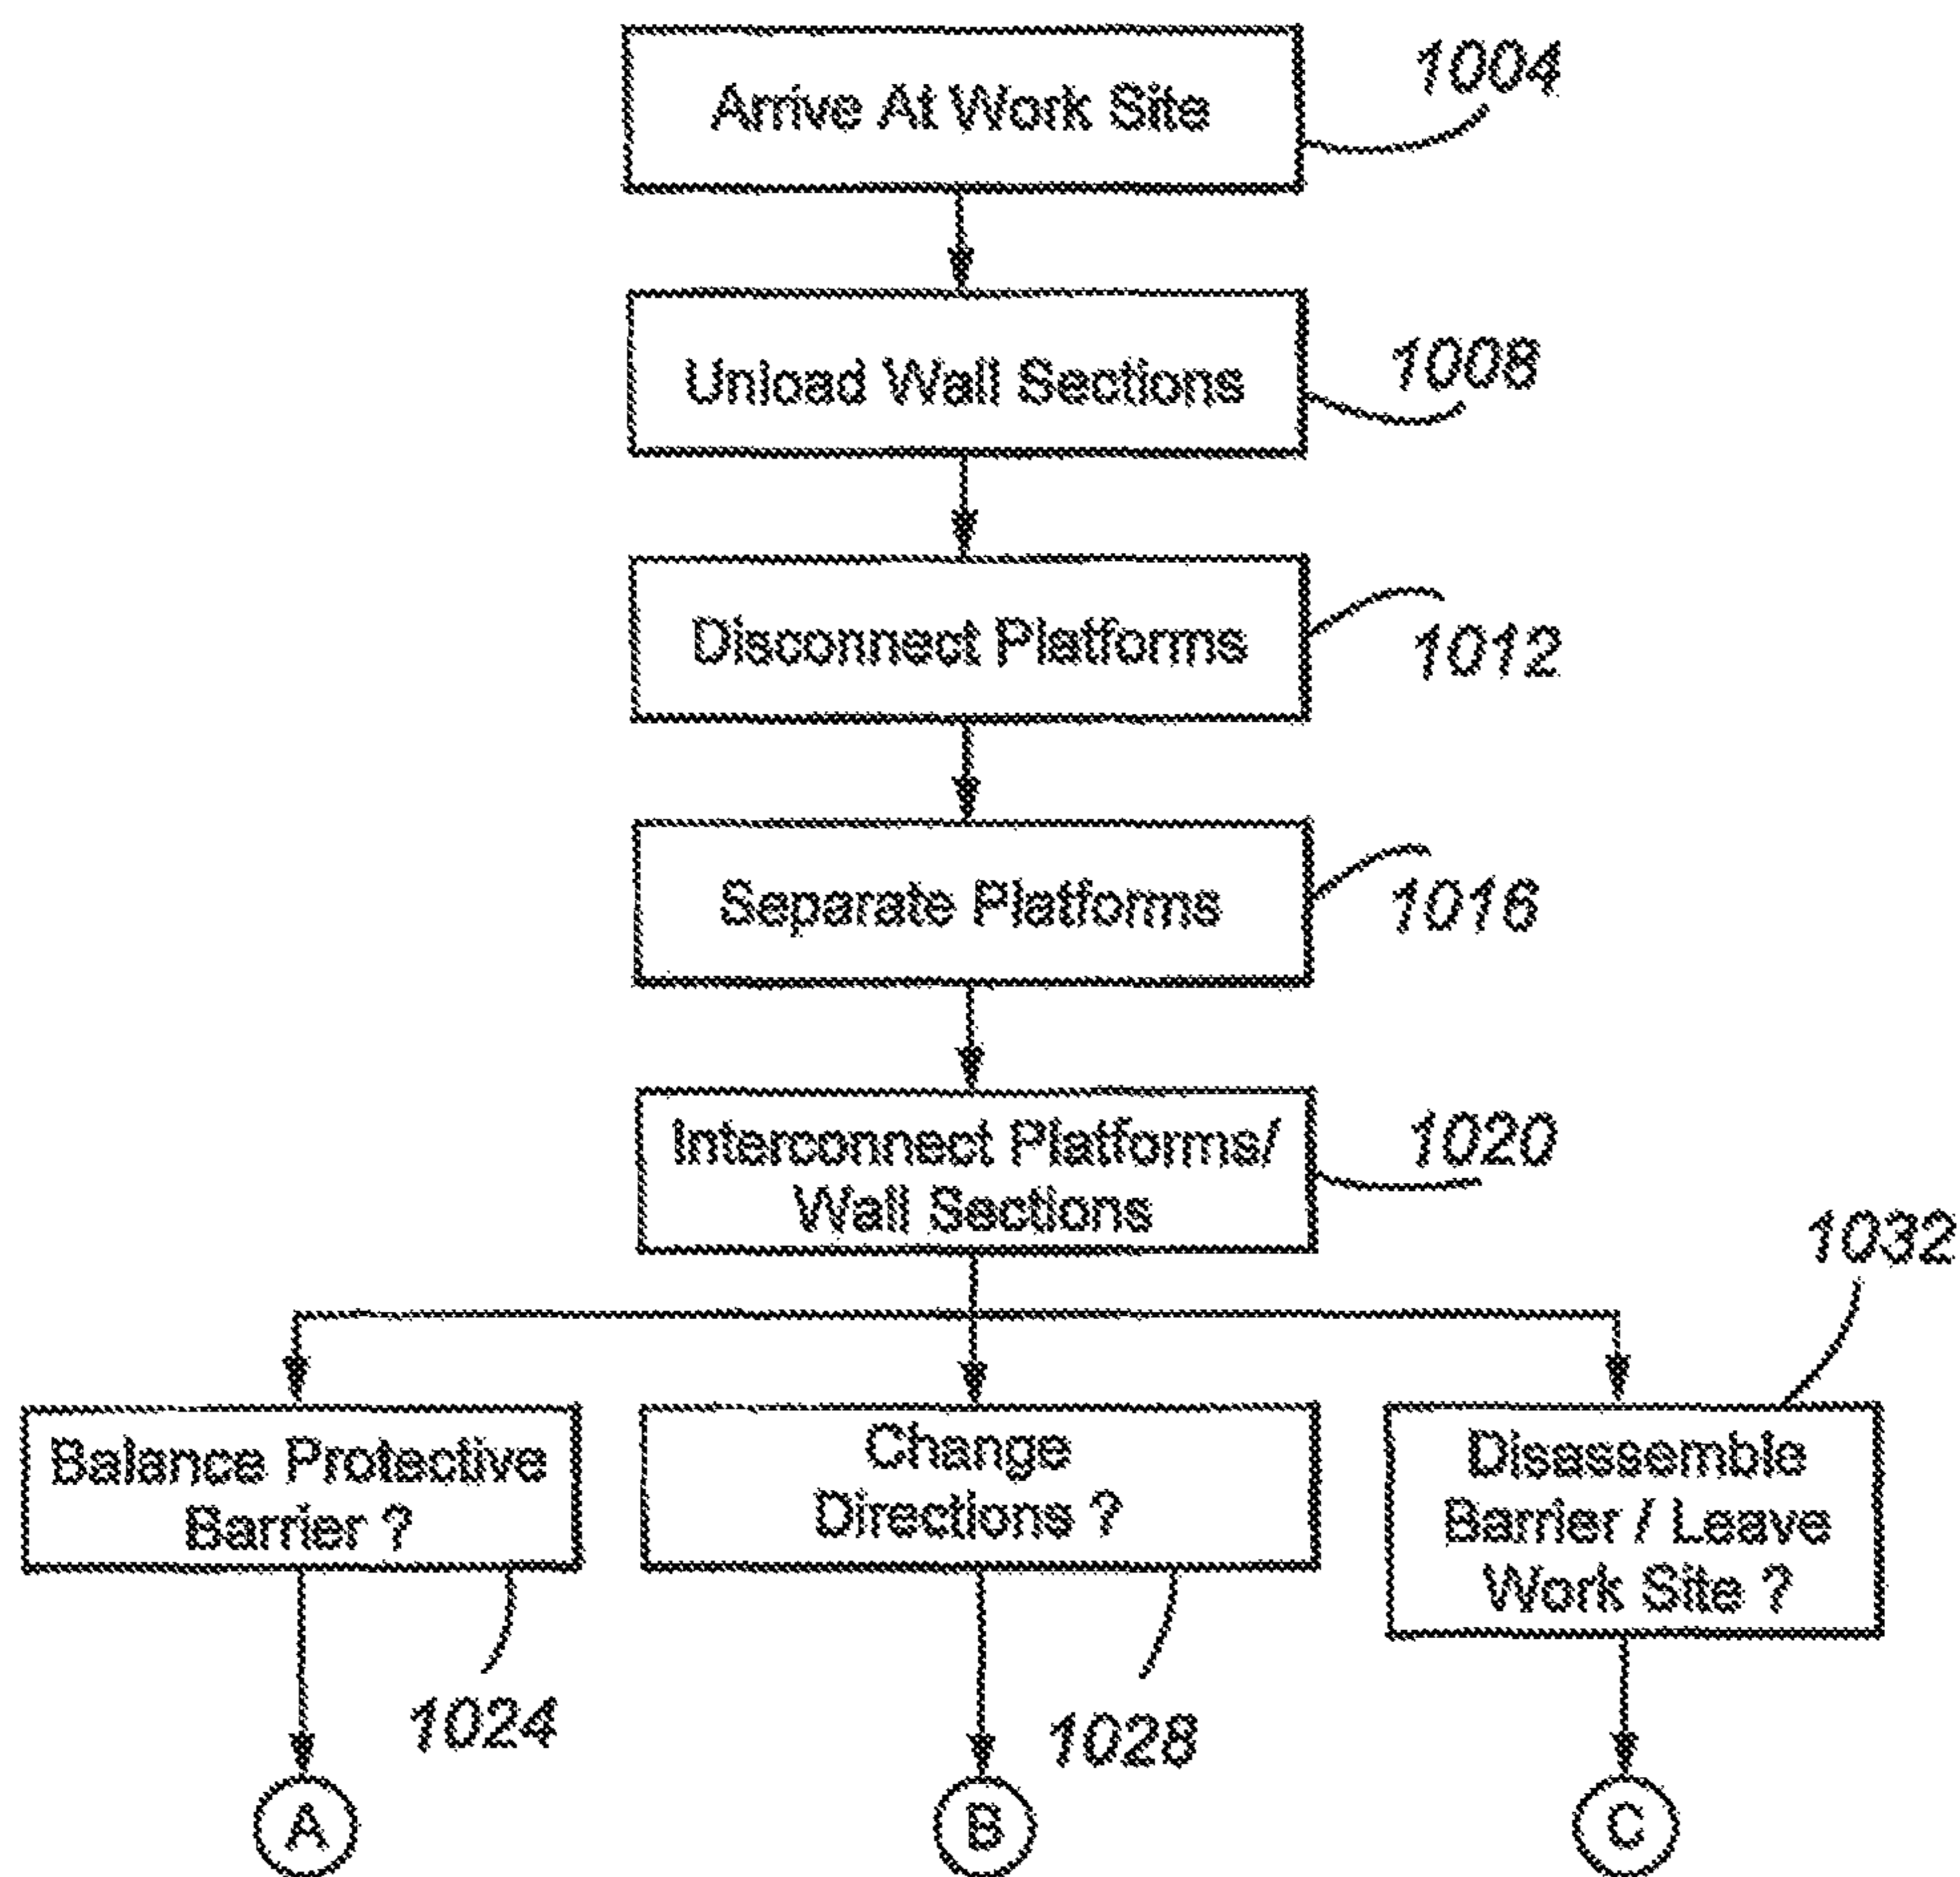 Arrive At Work Site
1004
Unload Wall Sections
1008
Disconnect Platforms
1012
Separate Platforms
1016
Interconnect Platforms/
Wall Sections
1020
1032
Balance Protective
Barrier ?
Change
Directions ?
Disassemble
Barrier / Leave
Work Site ?
1024
1028
A
B
C